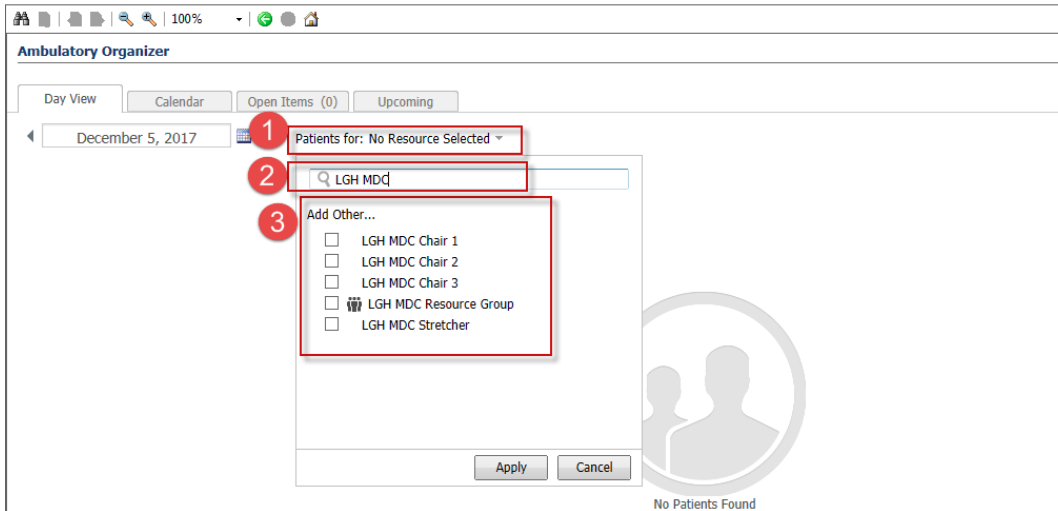 100%
Ambulatory Organizer
Day View Calendar Open Items (0) Upcoming
December 5, 2017 1 Patients for: No Resource Selected
2 LGH MDC
3 Add Other...
LGH MDC Chair 1
LGH MDC Chair 2
LGH MDC Chair 3
LGH MDC Resource Group
LGH MDC Stretcher
Apply Cancel
No Patients Found